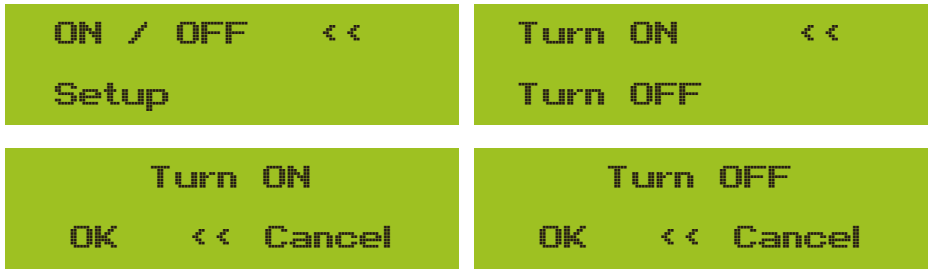 ON / OFF <<
Setup
Turn ON <<
Turn OFF
Turn ON
OK << Cancel
Turn OFF
OK << Cancel